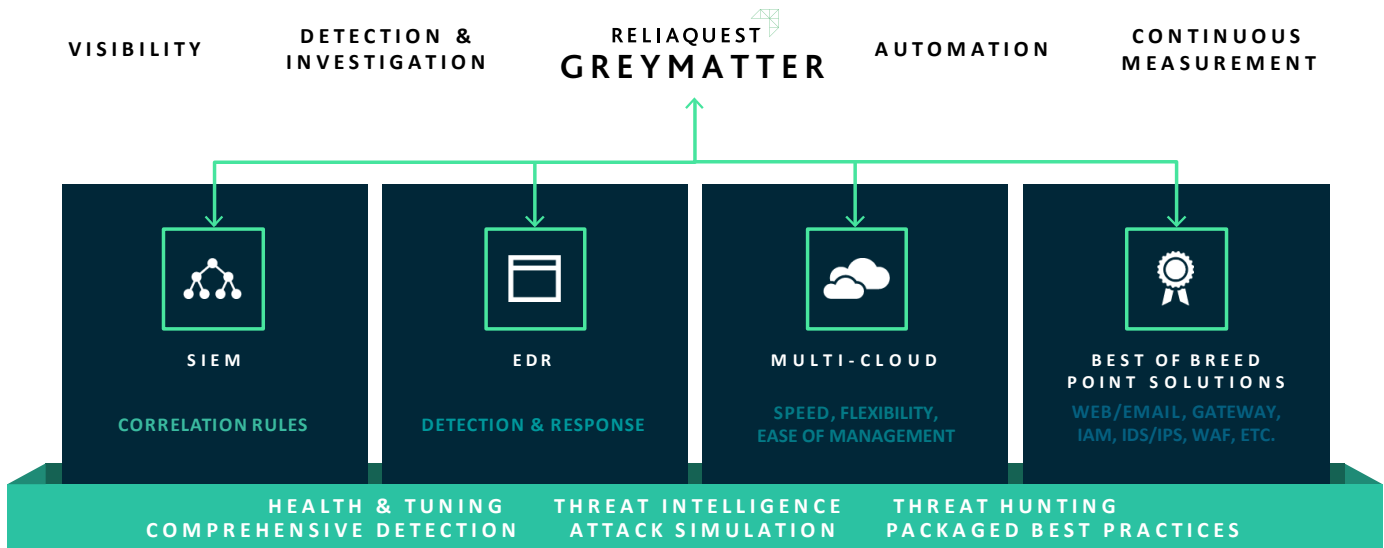 VISIBILITY
DETECTION &
INVESTIGATION
RELIAQUEST
GREYMATTER
AUTOMATION
CONTINUOUS
MEASUREMENT
SIEM
CORRELATION RULES
EDR
DETECTION & RESPONSE
MULTI-CLOUD
SPEED, FLEXIBILITY,
EASE OF MANAGEMENT
BEST OF BREED
POINT SOLUTIONS
WEB/EMAIL, GATEWAY,
IAM, IDS/IPS, WAF, ETC.
HEALTH & TUNING THREAT INTELLIGENCE THREAT HUNTING
COMPREHENSIVE DETECTION ATTACK SIMULATION PACKAGED BEST PRACTICES